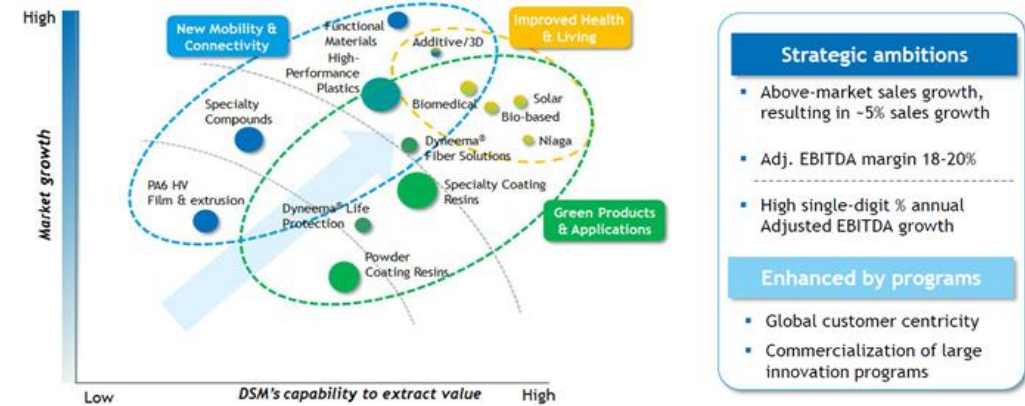 High
New Mobility &
Connectivity
Functional
Materials
High-
Performance
Plastics
Additive/3D
Improved Health
& Living
Specialty
Compounds
Biomedical
Solar
Bio-based
Niaga
Dyneema®
Fiber Solutions
PA6 HV
Film & extrusion
Specialty Coating
Resins
Dyneema® Life
Protection
Green Products
& Applications
Powder
Coating Resins
Market growth
Low
DSM's capability to extract value
High
Strategic ambitions
▪ Above-market sales growth,
resulting in ~5% sales growth
▪ Adj. EBITDA margin 18-20%
▪ High single-digit % annual
Adjusted EBITDA growth
Enhanced by programs
▪ Global customer centricity
▪ Commercialization of large
innovation programs